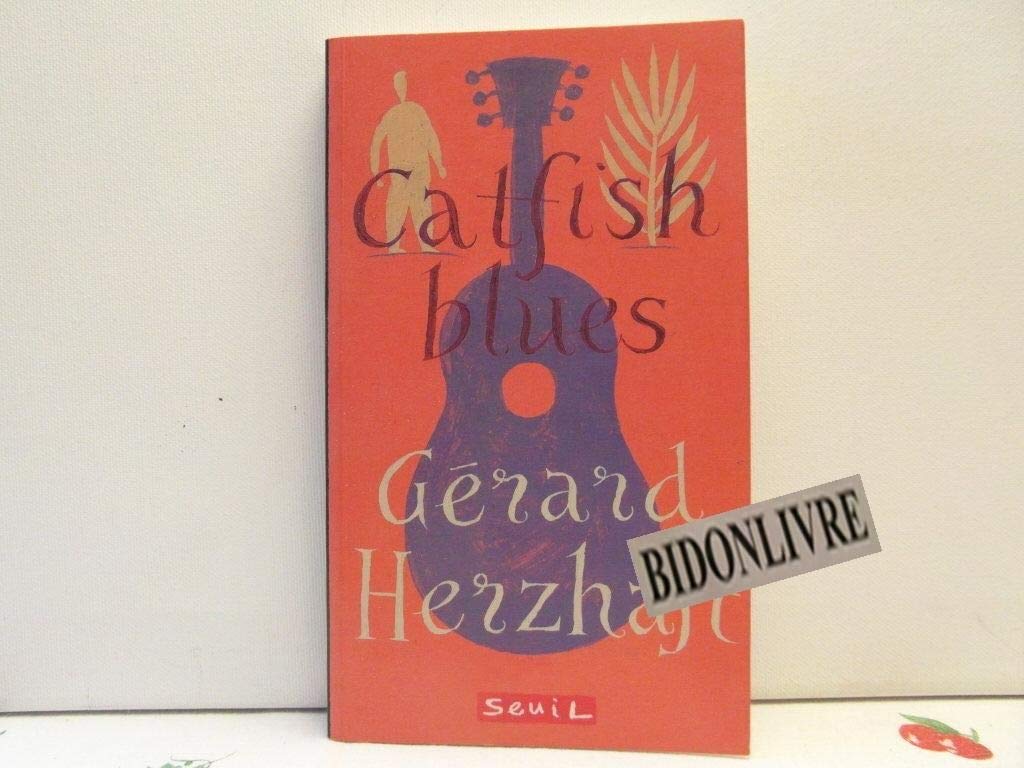 Catfish
blues
Gérard
Herzhaft
BIDONLIVRE
Seuil